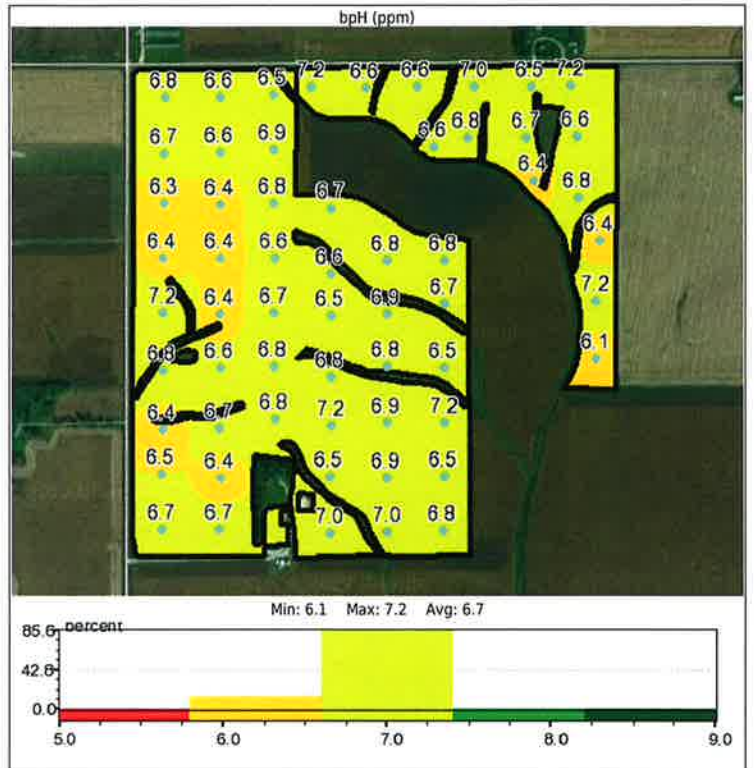 bpH (ppm)
6.8 6.6 6.5 7.2 6.6 6.6 7.0 6.5 7.2
6.7 6.6 6.9 6.6 6.8 6.7 6.6
6.3 6.4 6.8 6.7 6.4 6.8
6.4 6.4 6.6 6.6 6.8 6.8 6.4
7.2 6.4 6.7 6.5 6.9 6.7 7.2
6.8 6.6 6.8 6.8 6.8 6.5 6.1
6.4 6.7 6.8 7.2 6.9 7.2
6.5 6.4 6.5 6.9 6.5
6.7 6.7 7.0 7.0 6.8
Min: 6.1 Max: 7.2 Avg: 6.7
percent
85.6
42.8
0.0
5.0 6.0 7.0 8.0 9.0